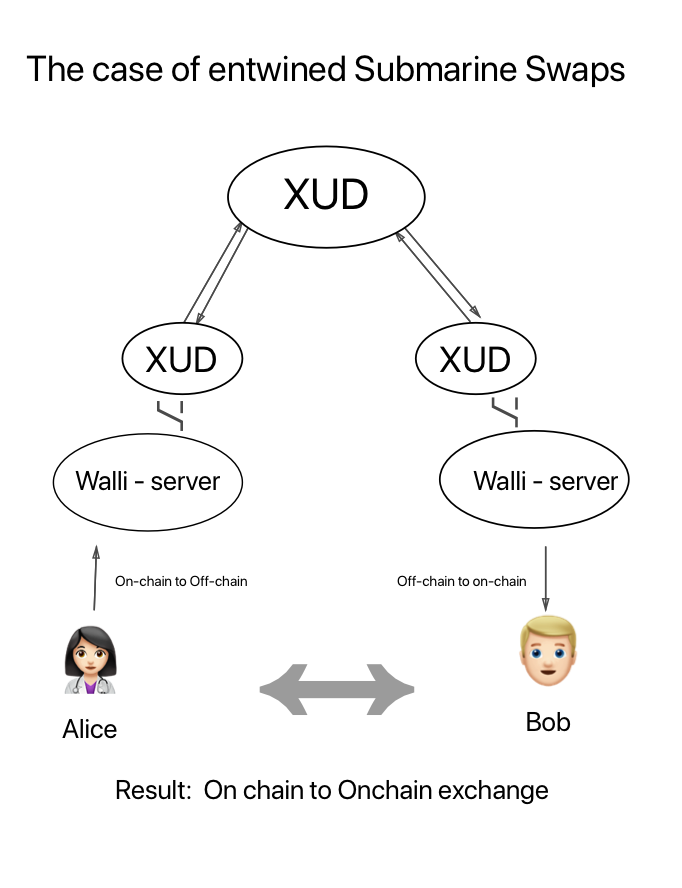 The case of entwined Submarine Swaps
XUD
XUD
XUD
Walli - server
Walli - server
On-chain to Off-chain
Off-chain to on-chain
Alice
Bob
Result: On chain to Onchain exchange